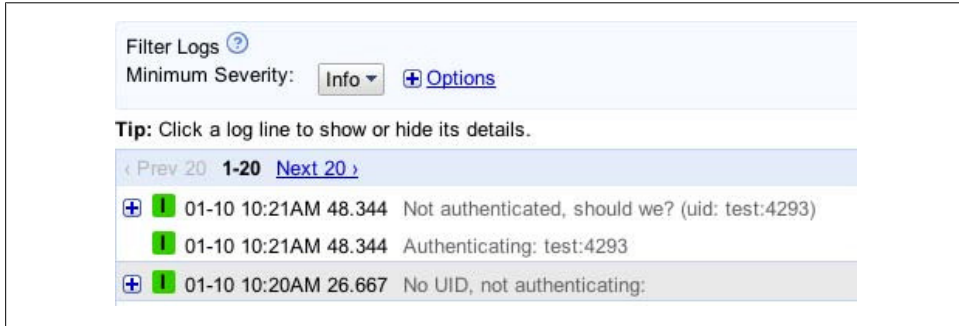 Filter Logs ?
Minimum Severity: Info + Options
Tip: Click a log line to show or hide its details.
‹ Prev 20 1-20 Next 20 ›
+ I 01-10 10:21AM 48.344 Not authenticated, should we? (uid: test:4293)
I 01-10 10:21AM 48.344 Authenticating: test:4293
+ I 01-10 10:20AM 26.667 No UID, not authenticating: